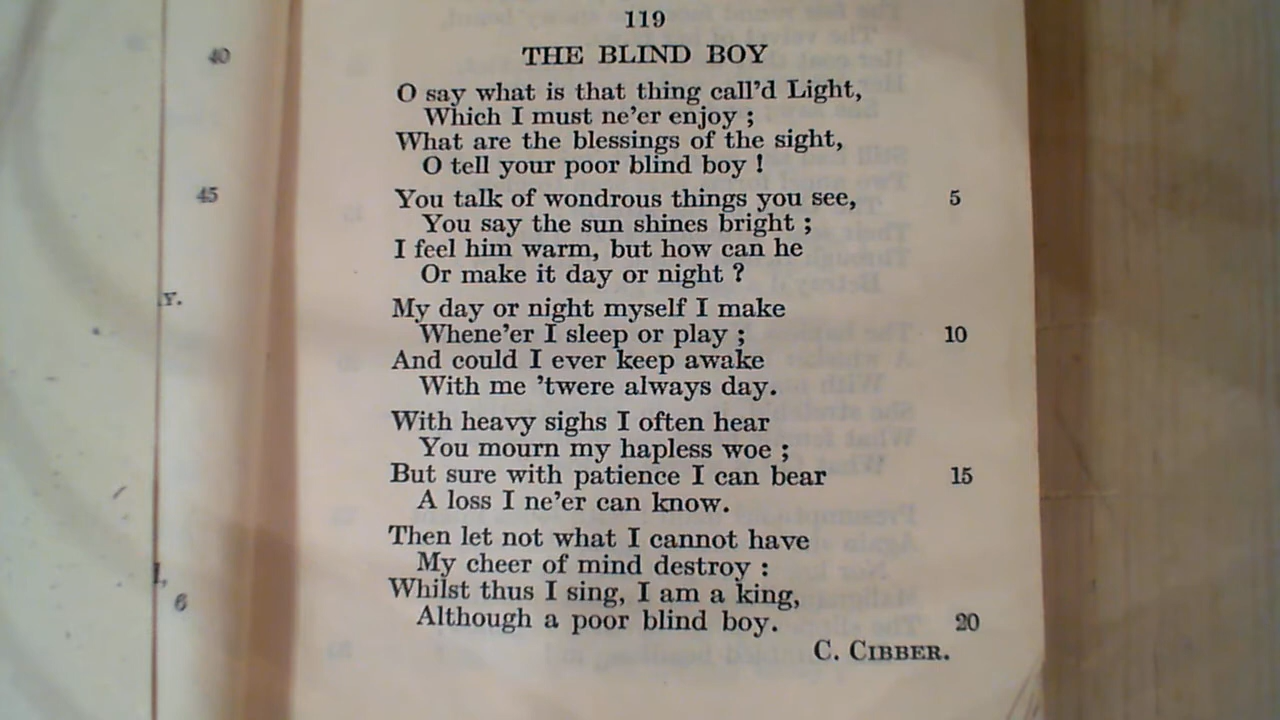 119
THE BLIND BOY
O say what is that thing call'd Light,
Which I must ne'er enjoy ;
What are the blessings of the sight,
O tell your poor blind boy !
You talk of wondrous things you see, 5
You say the sun shines bright ;
I feel him warm, but how can he
Or make it day or night ?
My day or night myself I make
Whene'er I sleep or play ; 10
And could I ever keep awake
With me 'twere always day.
With heavy sighs I often hear
You mourn my hapless woe ;
But sure with patience I can bear 15
A loss I ne'er can know.
Then let not what I cannot have
My cheer of mind destroy :
Whilst thus I sing, I am a king,
Although a poor blind boy. 20
C. CIBBER.
40
45
Y.
6